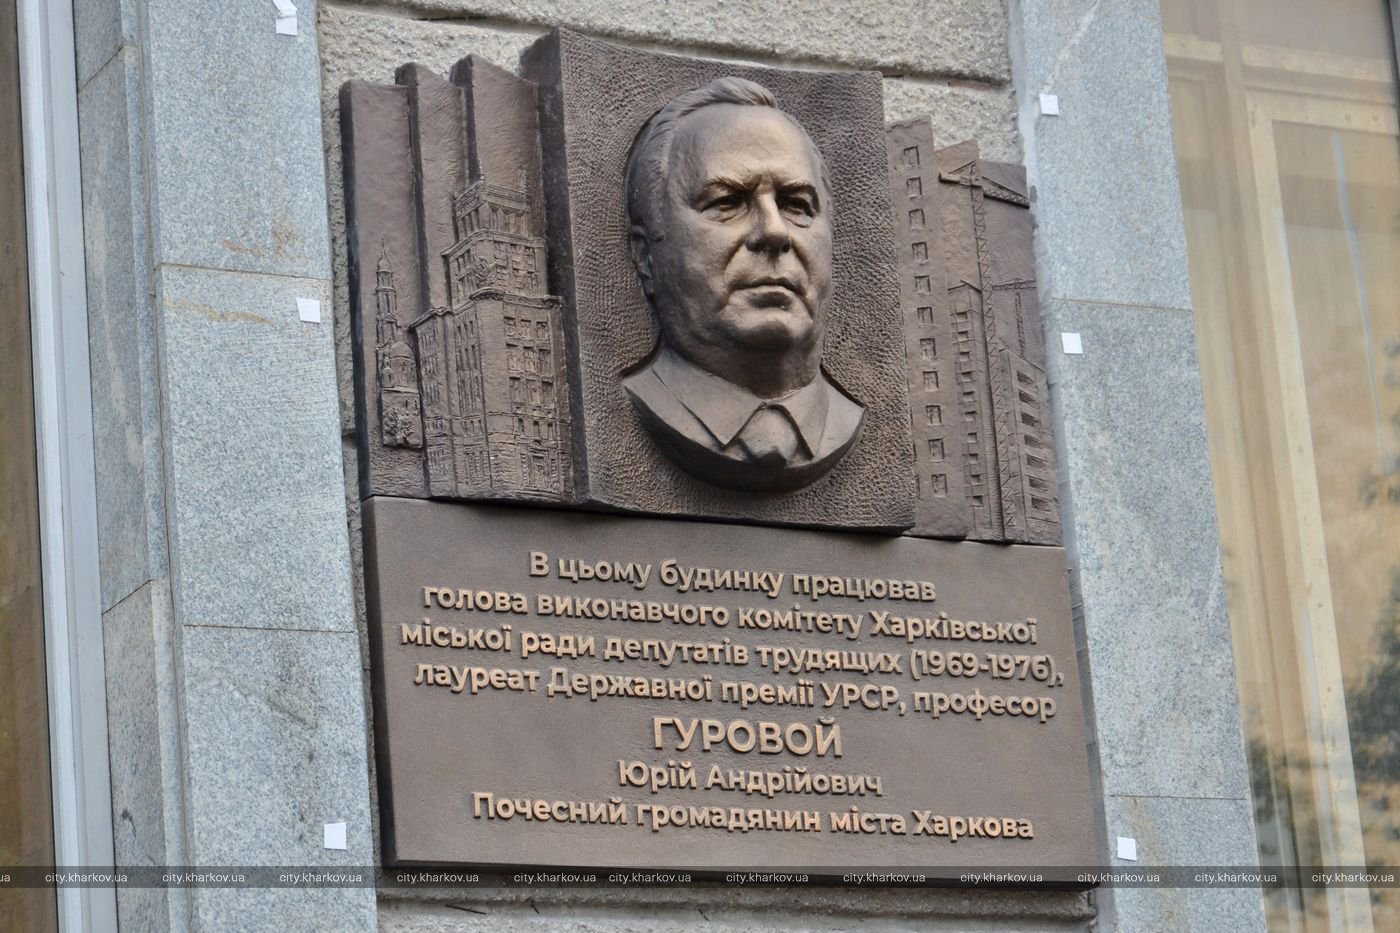 В цьому будинку працював
голова виконавчого комітету Харківської
міської ради депутатів трудящих (1969-1976),
лауреат Державної премії УРСР, професор
ГУРОВОЙ
Юрій Андрійович
Почесний громадянин міста Харкова
ua city.kharkov.ua city.kharkov.ua city.kharkov.ua city.kharkov.ua city.kharkov.ua city.kharkov.ua city.kharkov.ua city.kharkov.ua city.kharkov.ua city.kharkov.ua city.kharkov.ua